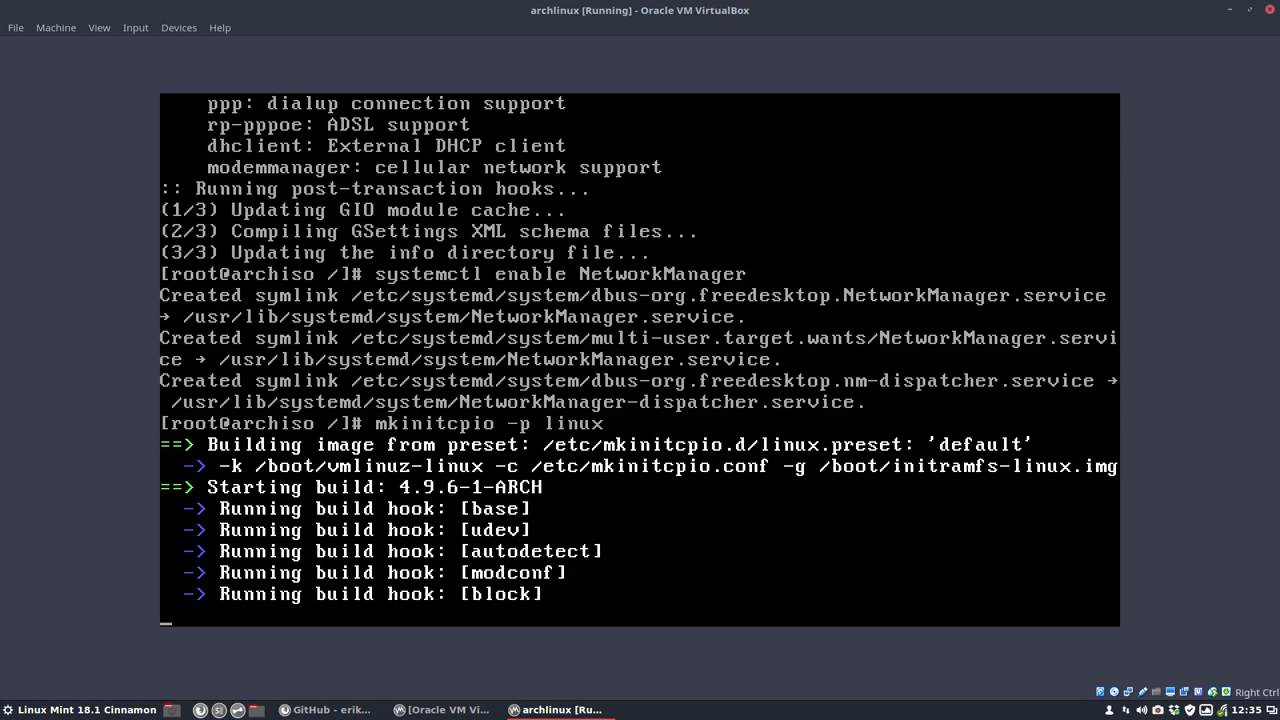 archlinux [Running] - Oracle VM VirtualBox
File Machine View Input Devices Help
ppp: dialup connection support
rp-pppoe: ADSL support
dhclient: External DHCP client
modemmanager: cellular network support
:: Running post-transaction hooks...
(1/3) Updating GIO module cache...
(2/3) Compiling GSettings XML schema files...
(3/3) Updating the info directory file...
[root@archiso /]# systemctl enable NetworkManager
Created symlink /etc/systemd/system/dbus-org.freedesktop.NetworkManager.service
→ /usr/lib/systemd/system/NetworkManager.service.
Created symlink /etc/systemd/system/multi-user.target.wants/NetworkManager.servi
ce → /usr/lib/systemd/system/NetworkManager.service.
Created symlink /etc/systemd/system/dbus-org.freedesktop.nm-dispatcher.service →
/usr/lib/systemd/system/NetworkManager-dispatcher.service.
[root@archiso /]# mkinitcpio -p linux
==> Building image from preset: /etc/mkinitcpio.d/linux.preset: 'default'
-> -k /boot/vmlinuz-linux -c /etc/mkinitcpio.conf -g /boot/initramfs-linux.img
==> Starting build: 4.9.6-1-ARCH
-> Running build hook: [base]
-> Running build hook: [udev]
-> Running build hook: [autodetect]
-> Running build hook: [modconf]
-> Running build hook: [block]
Right Ctrl
Linux Mint 18.1 Cinnamon GitHub - erik... [Oracle VM Vi... archlinux [Ru... 12:35